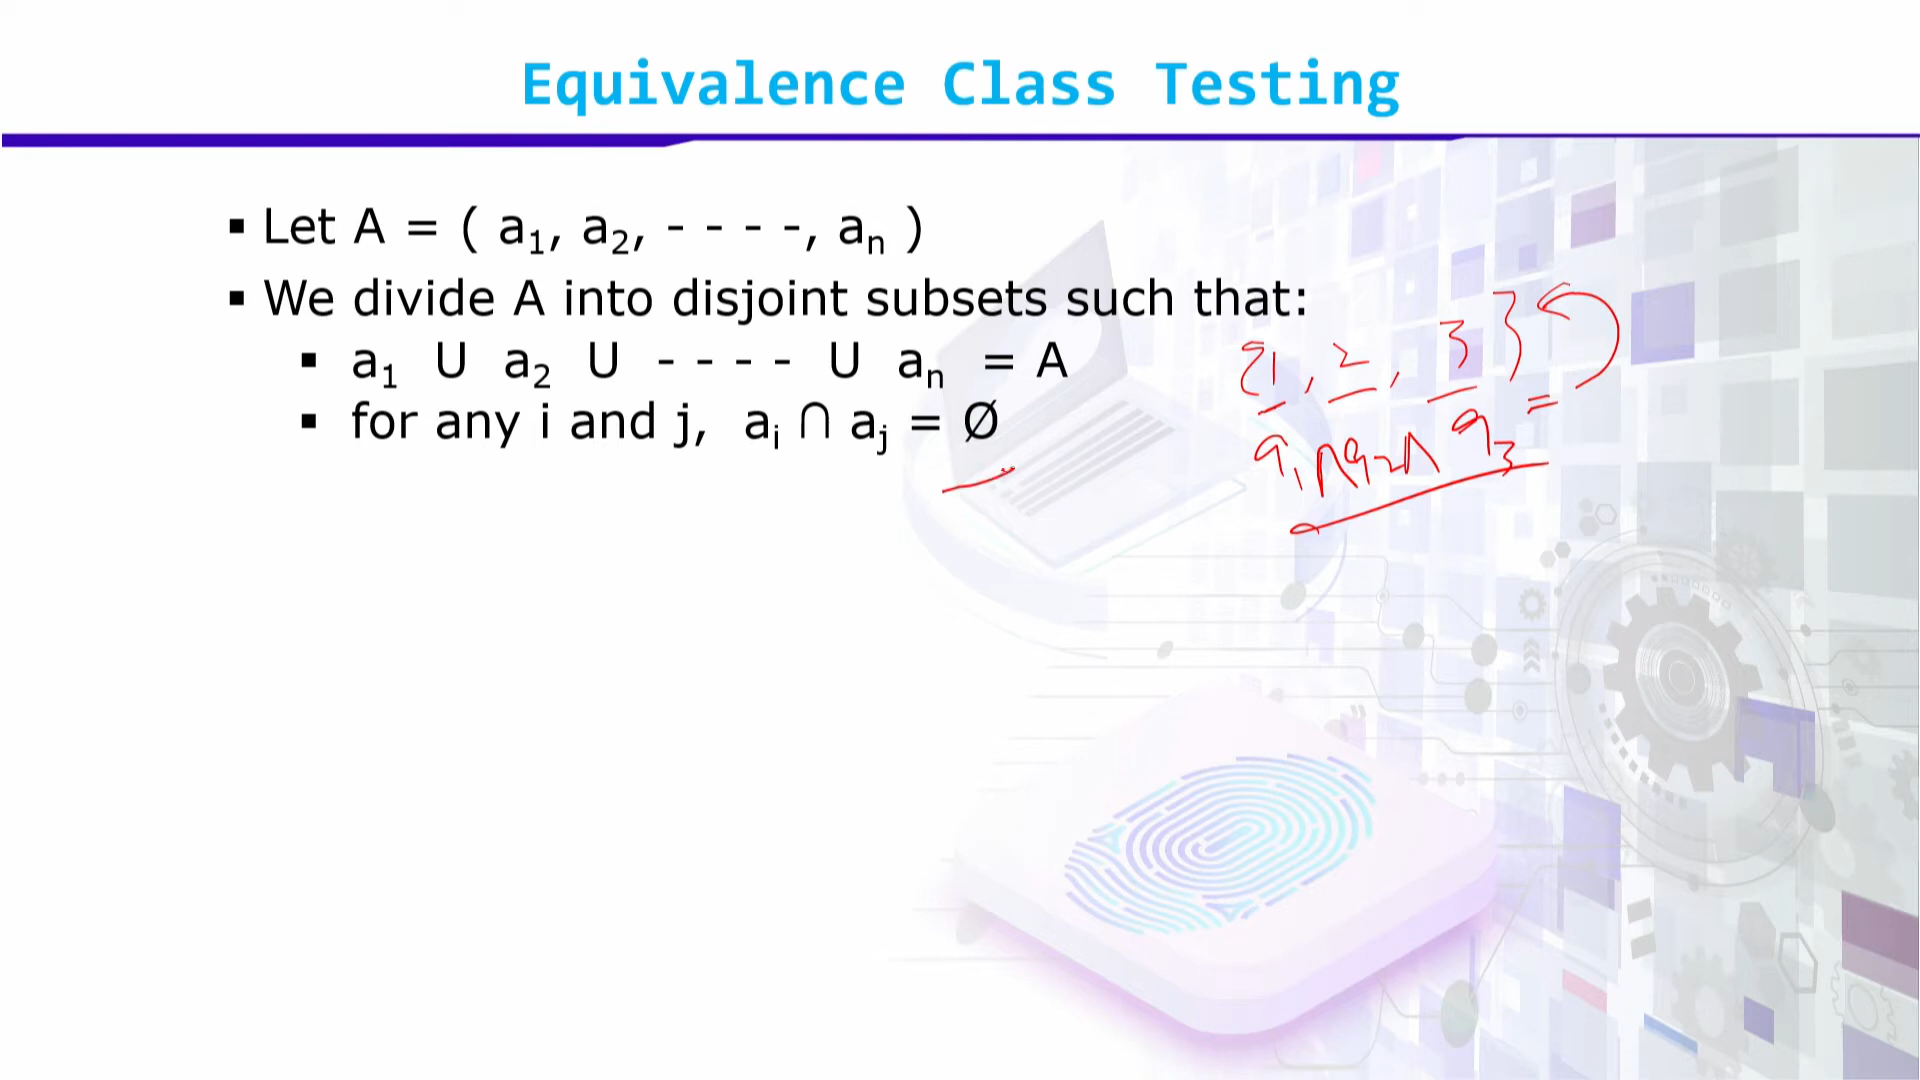 Equivalence Class Testing
▪ Let A = ( a₁, a₂, - - - -, aₙ )
▪ We divide A into disjoint subsets such that:
▪ a₁ U a₂ U - - - - U aₙ = A
▪ for any i and j, aᵢ ∩ aⱼ = Ø
{1, 2, 3} =
a₁ ∩ a₂ ∩ a₃